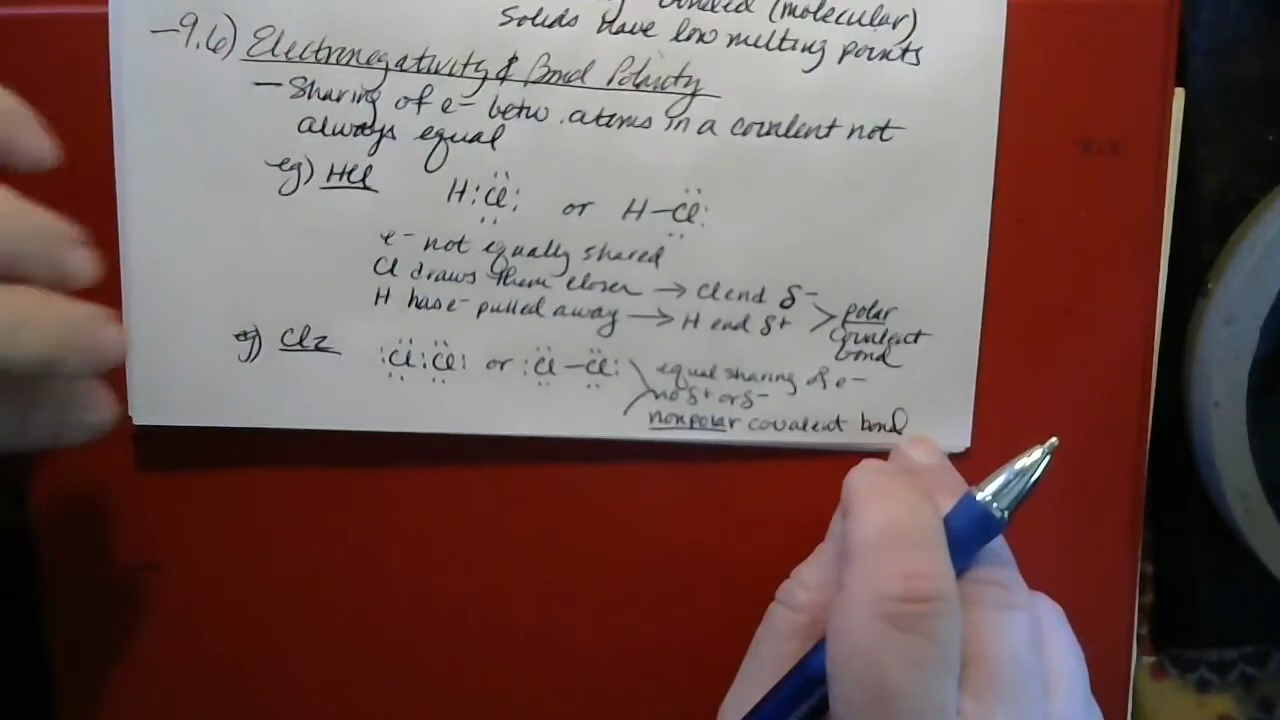 bonded (molecular)
Solids have low melting points
-9.6) Electronegativity & Bond Polarity
- Sharing of e- betw. atoms in a covalent not
always equal
eg) HCl H:Cl: or H-Cl:
e- not equally shared
Cl draws them closer → Cl end δ-
H has e- pulled away → H end δ+ > polar
covalent
bond
eg) Cl2 :Cl:Cl: or :Cl-Cl: equal sharing of e-
no δ+ or δ-
nonpolar covalent bond